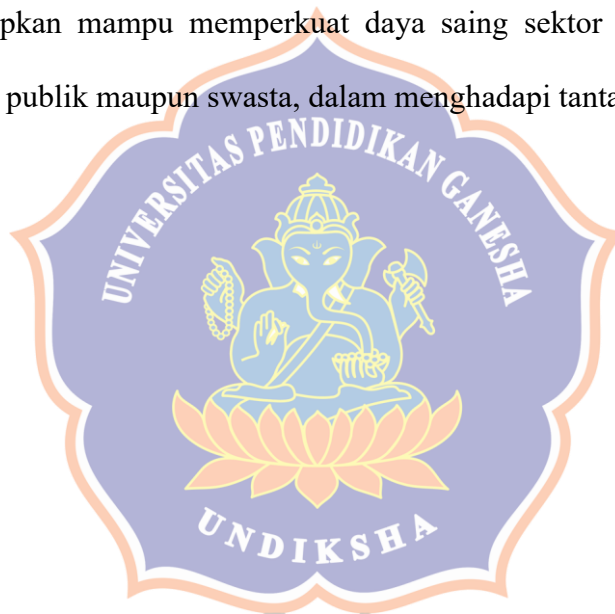 pkan mampu memperkuat daya saing sektor
publik maupun swasta, dalam menghadapi tanta
UNIVERSITAS PENDIDIKAN GANESHA
UNDIKSHA